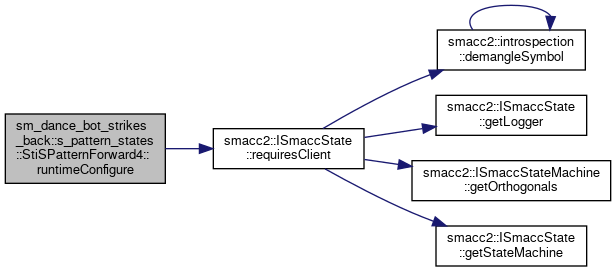 sm_dance_bot_strikes
_back::s_pattern_states
::StiSPatternForward4::
runtimeConfigure
smacc2::ISmaccState
::requiresClient
smacc2::introspection
::demangleSymbol
smacc2::ISmaccState
::getLogger
smacc2::ISmaccStateMachine
::getOrthogonals
smacc2::ISmaccState
::getStateMachine